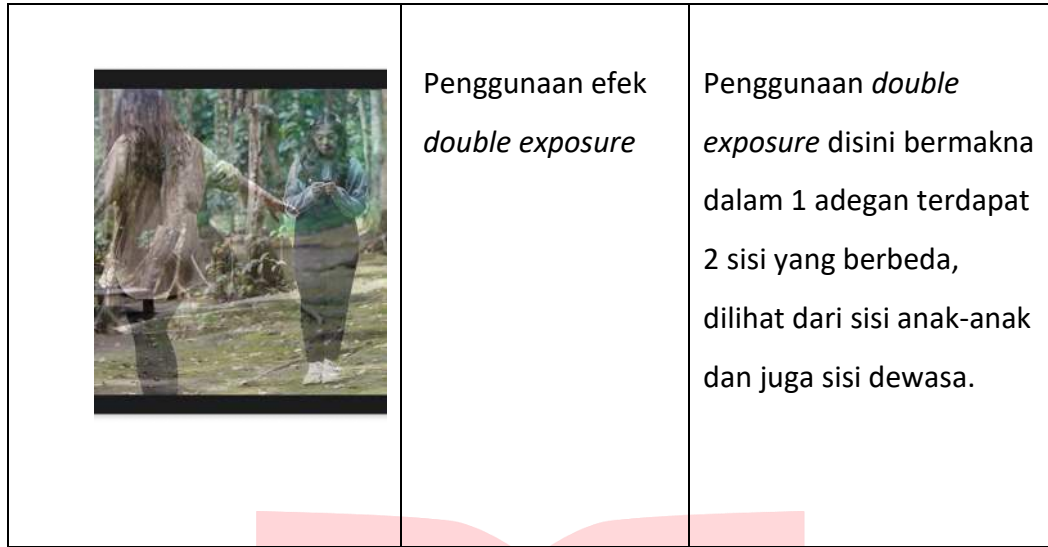 Penggunaan efek
double exposure
Penggunaan double
exposure disini bermakna
dalam 1 adegan terdapat
2 sisi yang berbeda,
dilihat dari sisi anak-anak
dan juga sisi dewasa.